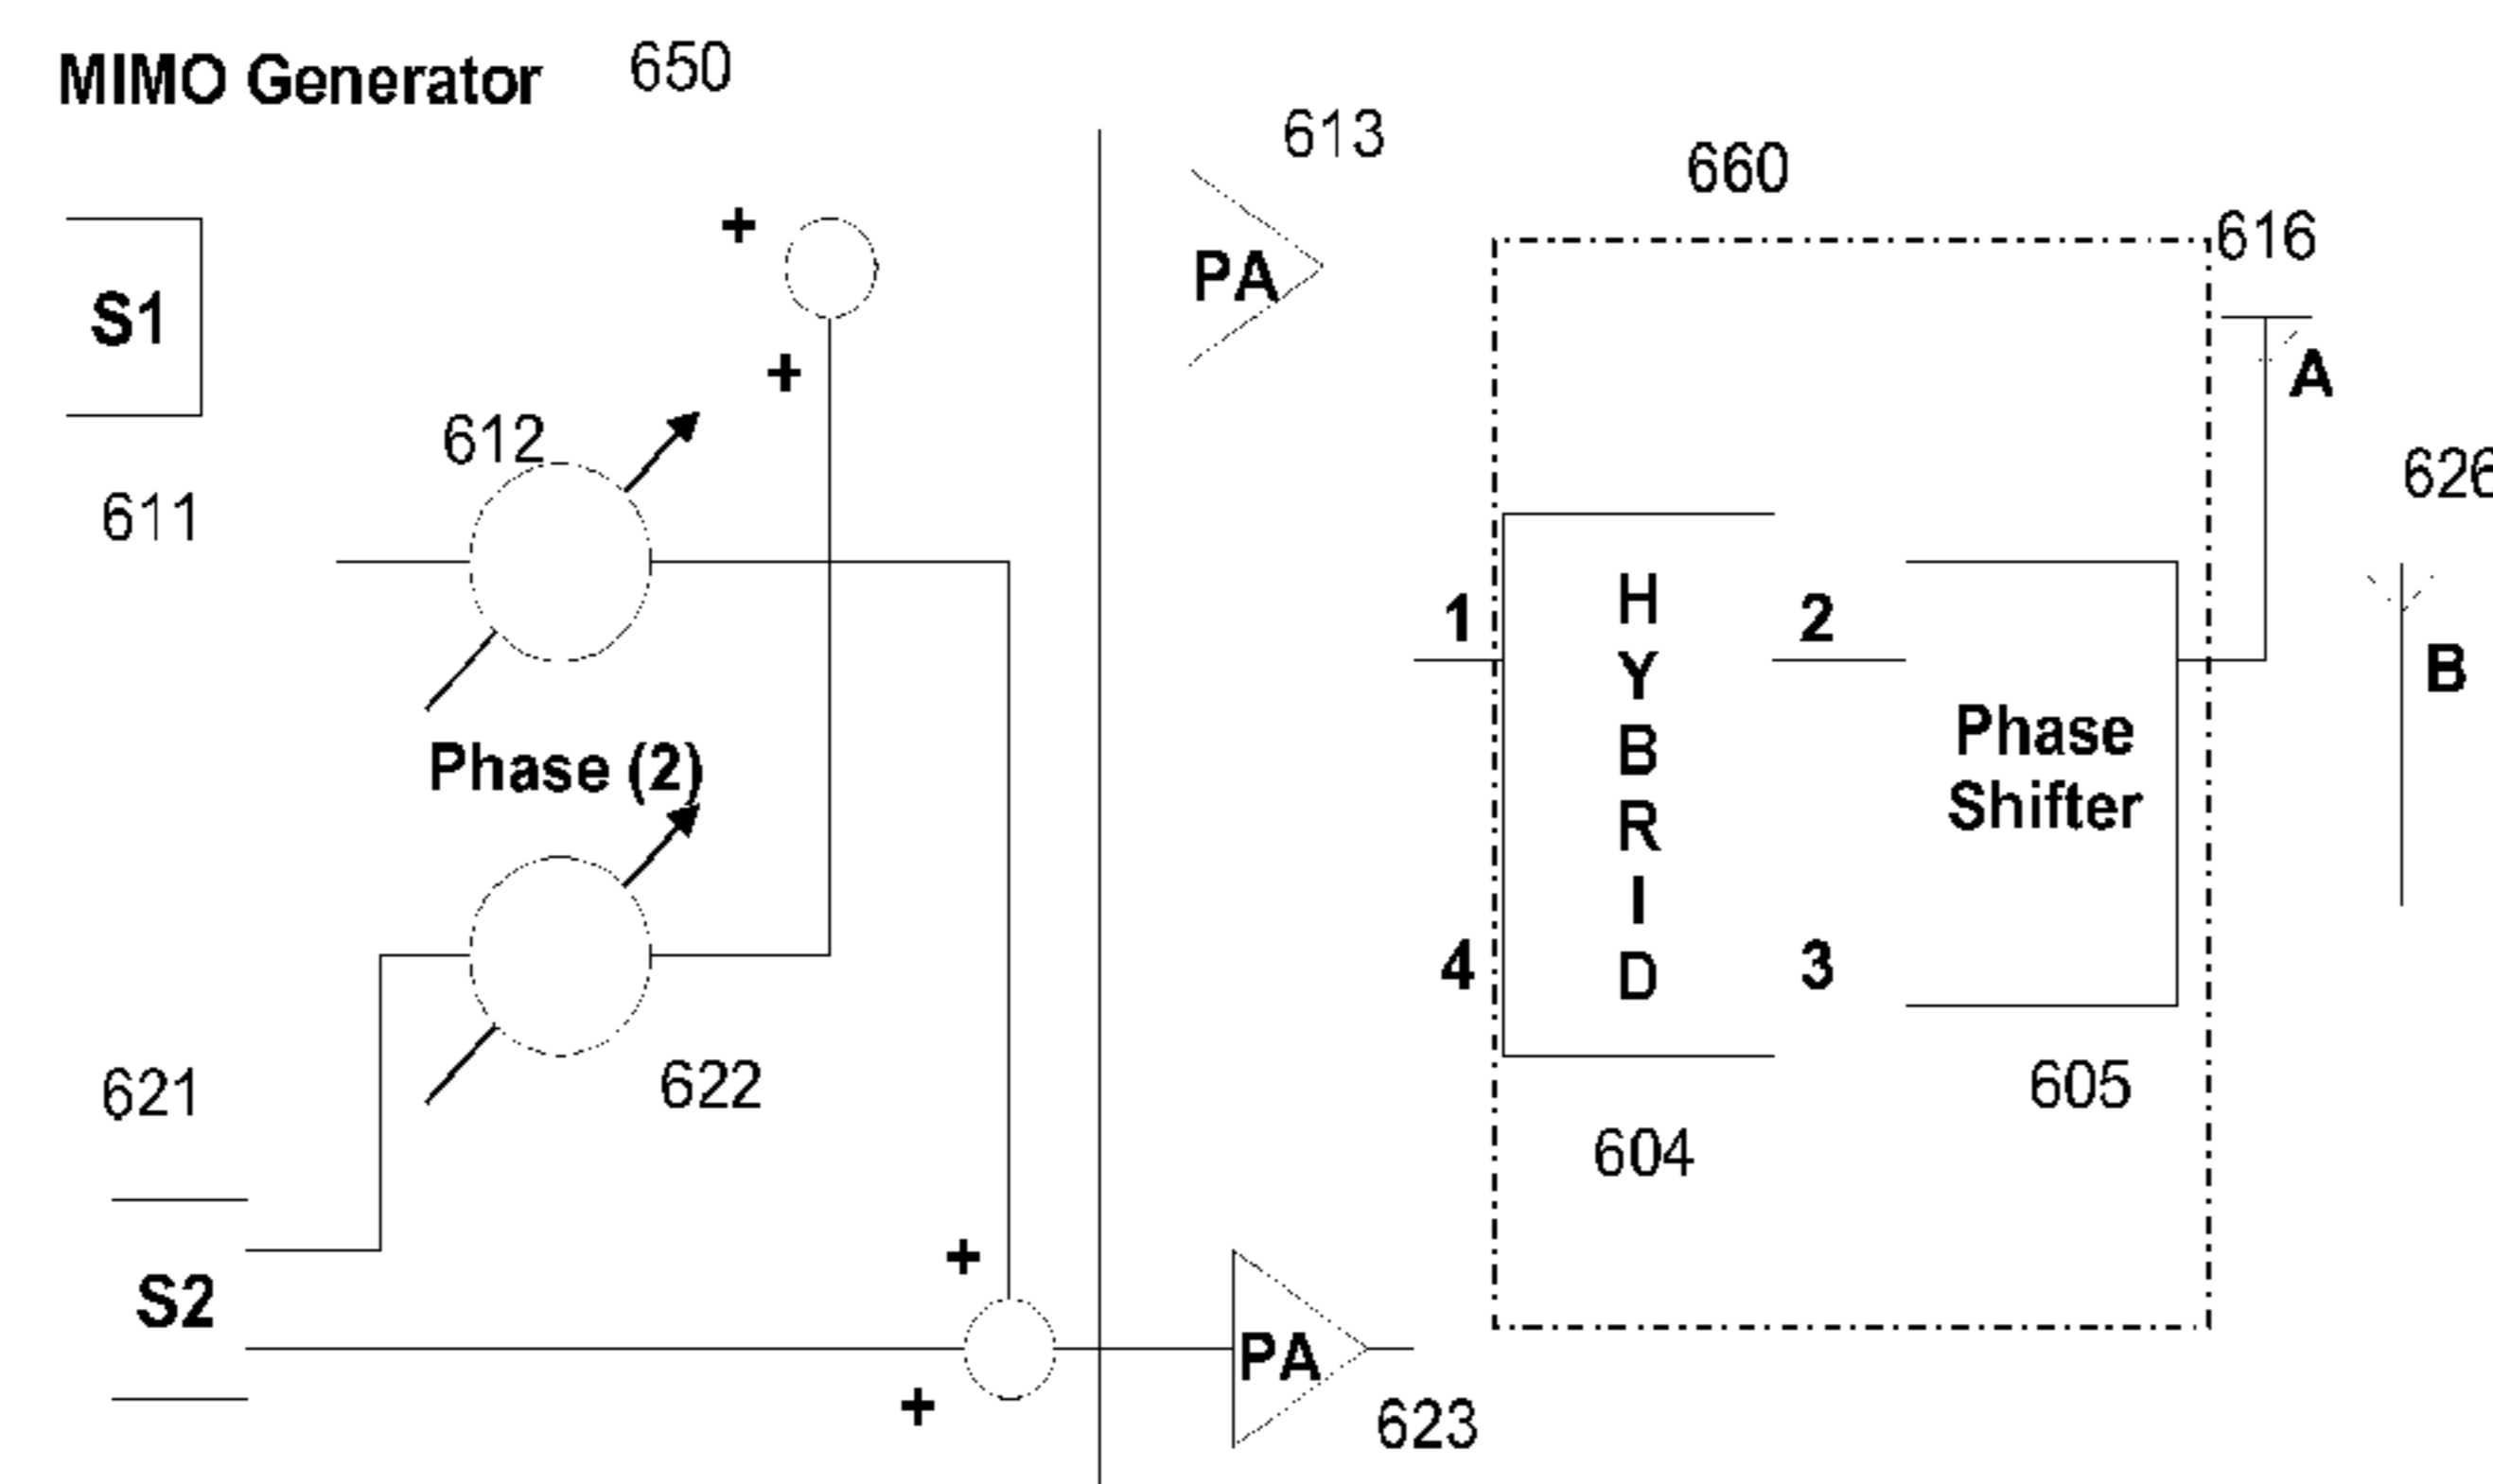 MIMO Generator 650
613
660
616
+
PA
S1
+
A
612
626
611
1
HYBRID
2
B
Phase (2)
Phase
Shifter
4
3
621
622
605
604
+
S2
PA
+
623